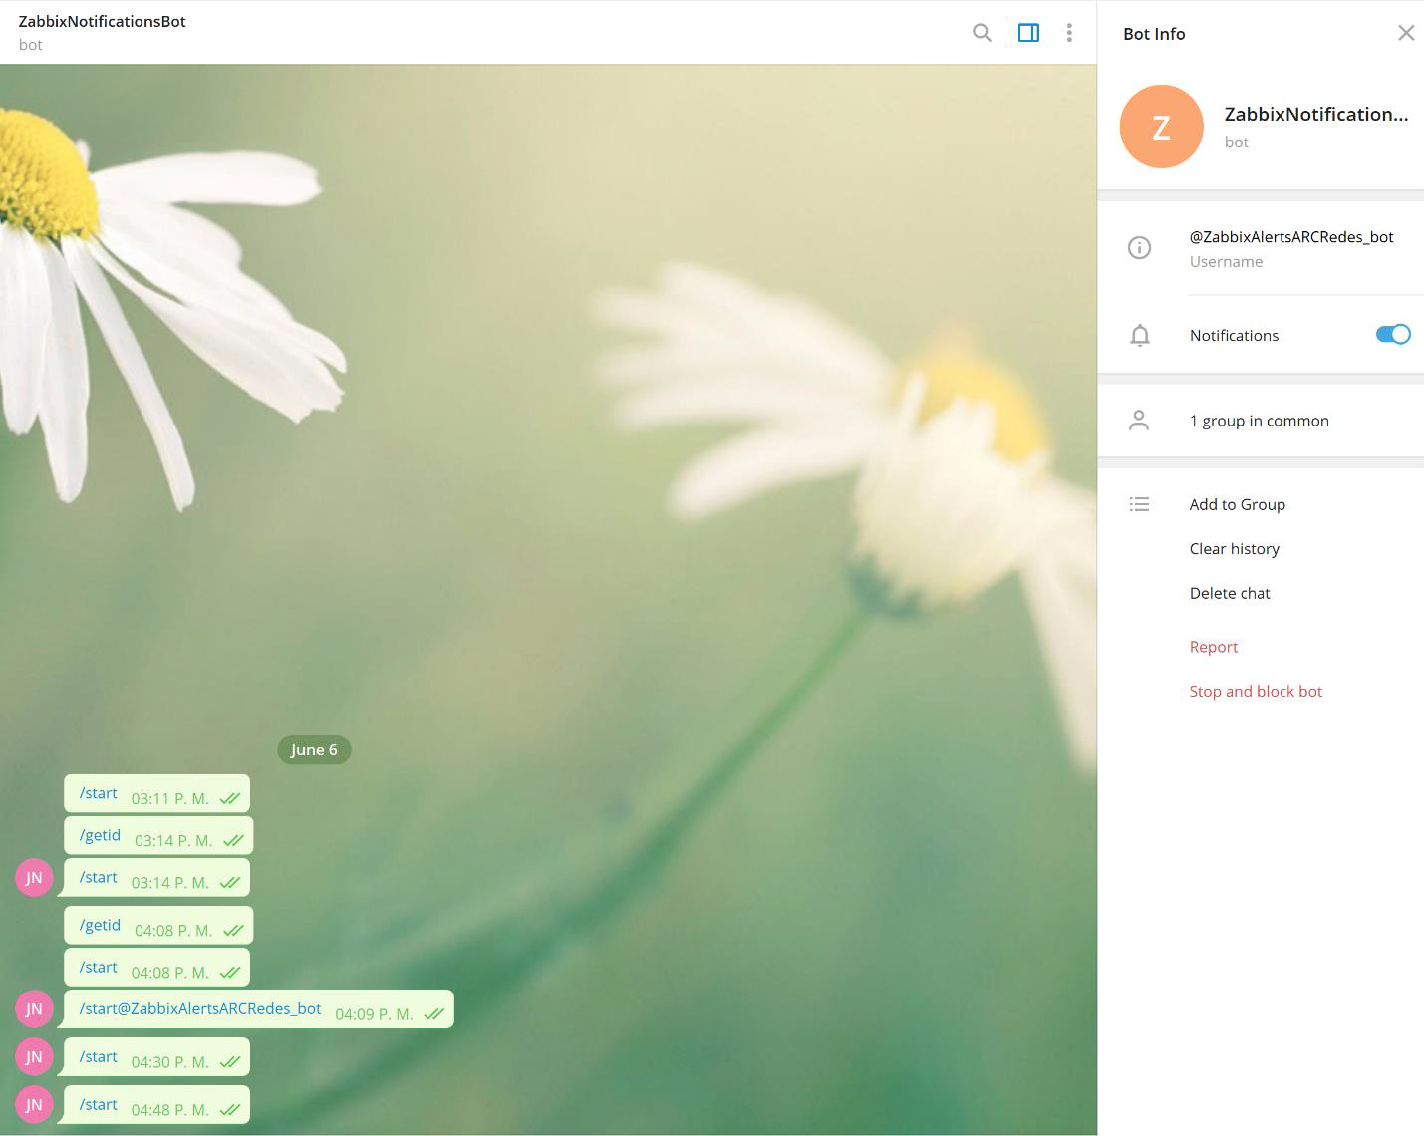 ZabbixNotificationsBot
bot
June 6
/start 03:11 P. M.
/getid 03:14 P. M.
JN /start 03:14 P. M.
/getid 04:08 P. M.
/start 04:08 P. M.
JN /start@ZabbixAlertsARCRedes_bot 04:09 P. M.
JN /start 04:30 P. M.
JN /start 04:48 P. M.
Bot Info
Z
ZabbixNotification...
bot
@ZabbixAlertsARCRedes_bot
Username
Notifications
1 group in common
Add to Group
Clear history
Delete chat
Report
Stop and block bot